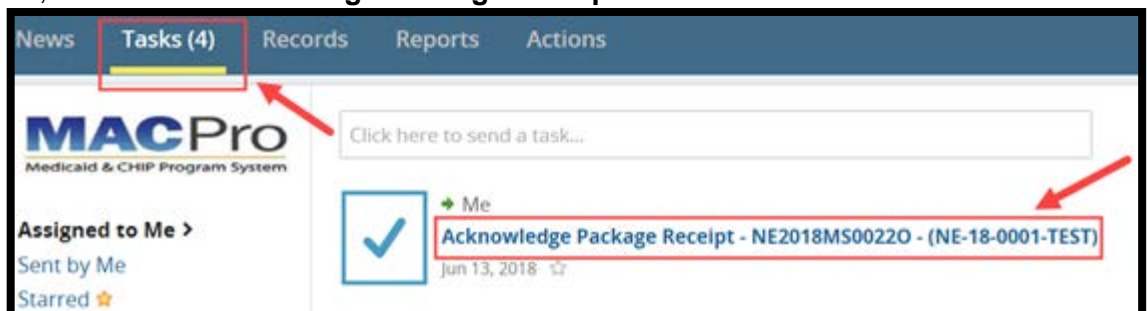 News Tasks (4) Records Reports Actions
MACPro
Medicaid & CHIP Program System
Click here to send a task...
Me
Acknowledge Package Receipt - NE2018MS0022O - (NE-18-0001-TEST)
Jun 13, 2018
Assigned to Me >
Sent by Me
Starred